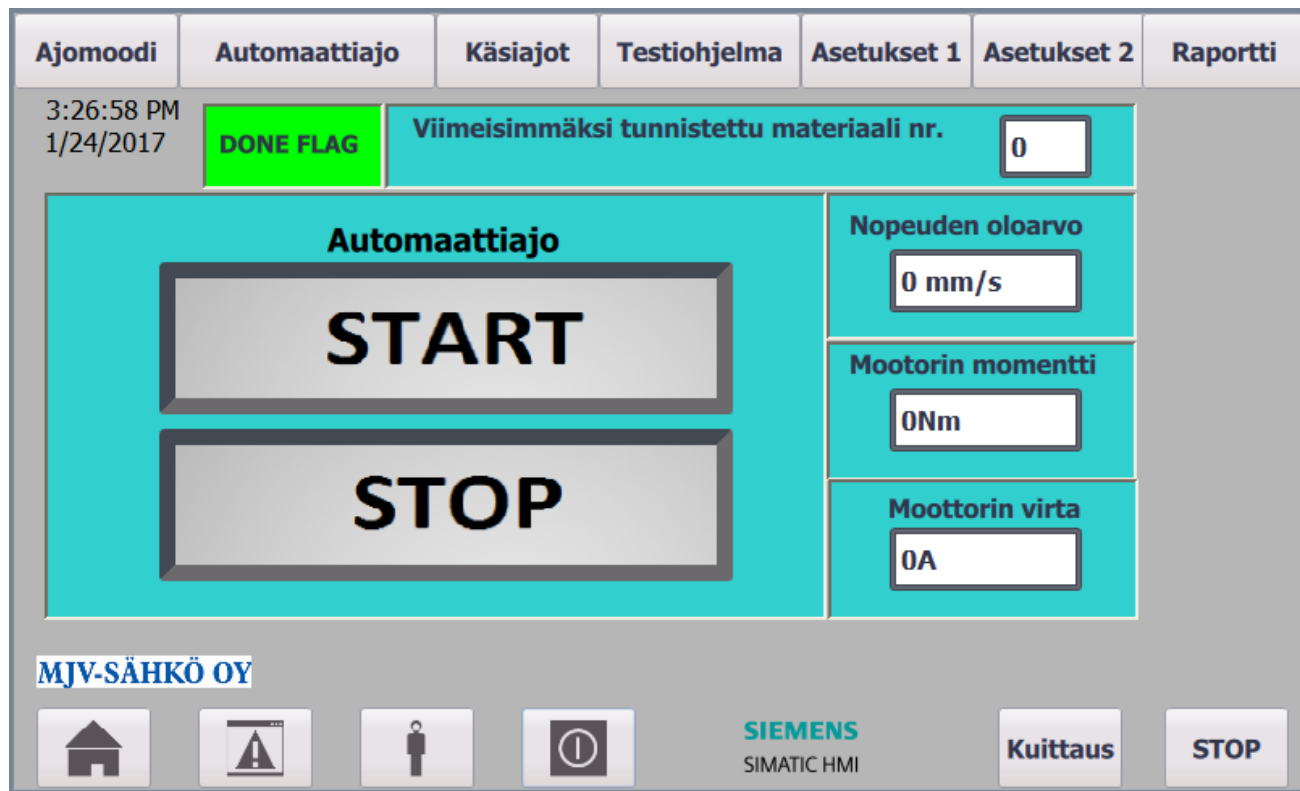 Ajomoodi
Automaattiajo
Käsiajot
Testiohjelma
Asetukset 1
Asetukset 2
Raportti
3:26:58 PM
1/24/2017
DONE FLAG
Viimeisimmäksi tunnistettu materiaali nr.
0
Automaattiajo
START
STOP
Nopeuden oloarvo
0 mm/s
Mootorin momentti
0Nm
Moottorin virta
0A
MJV-SÄHKÖ OY
SIEMENS
SIMATIC HMI
Kuittaus
STOP